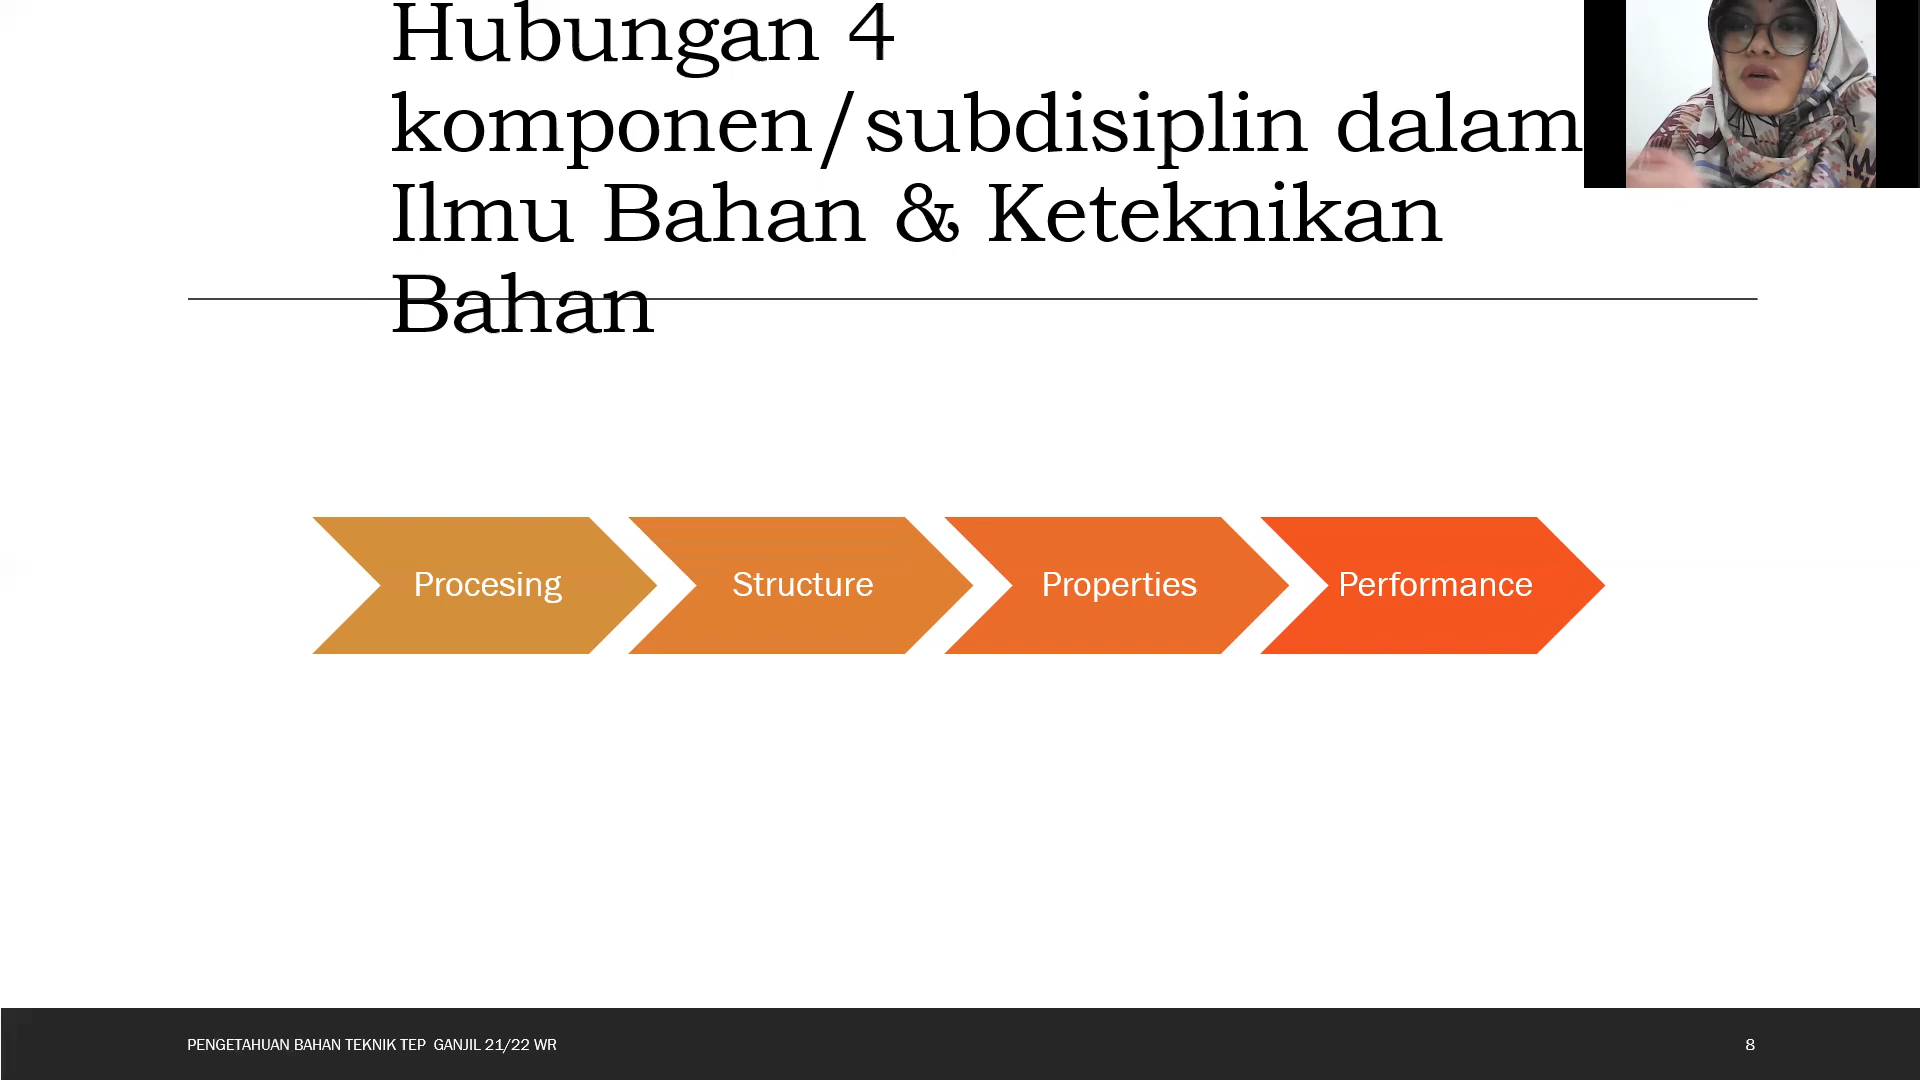 Hubungan 4
komponen/subdisiplin dalam
Ilmu Bahan & Keteknikan
Bahan
Procesing
Structure
Properties
Performance
PENGETAHUAN BAHAN TEKNIK TEP  GANJIL 21/22 WR
8